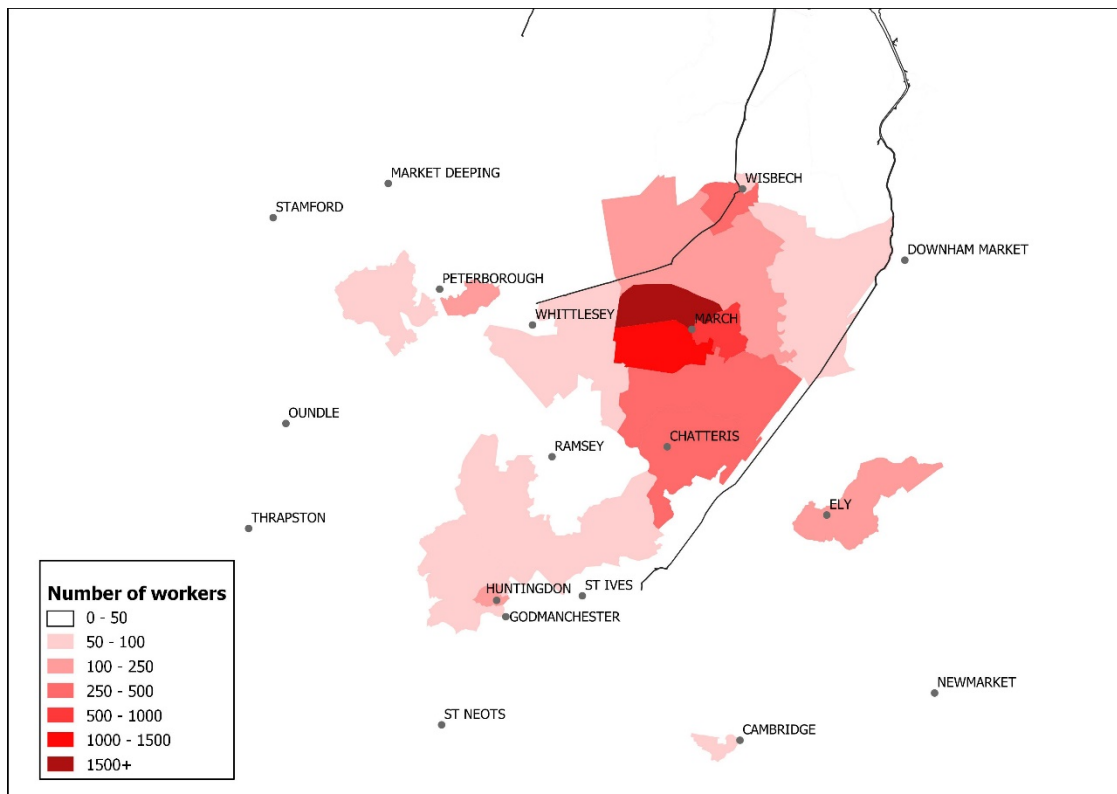 WISBECH
MARKET DEEPING
STAMFORD
DOWNHAM MARKET
PETERBOROUGH
WHITTLESEY
MARCH
OUNDLE
CHATTERIS
RAMSEY
ELY
THRAPSTON
HUNTINGDON
ST IVES
GODMANCHESTER
NEWMARKET
ST NEOTS
CAMBRIDGE
Number of workers
0 - 50
50 - 100
100 - 250
250 - 500
500 - 1000
1000 - 1500
1500+